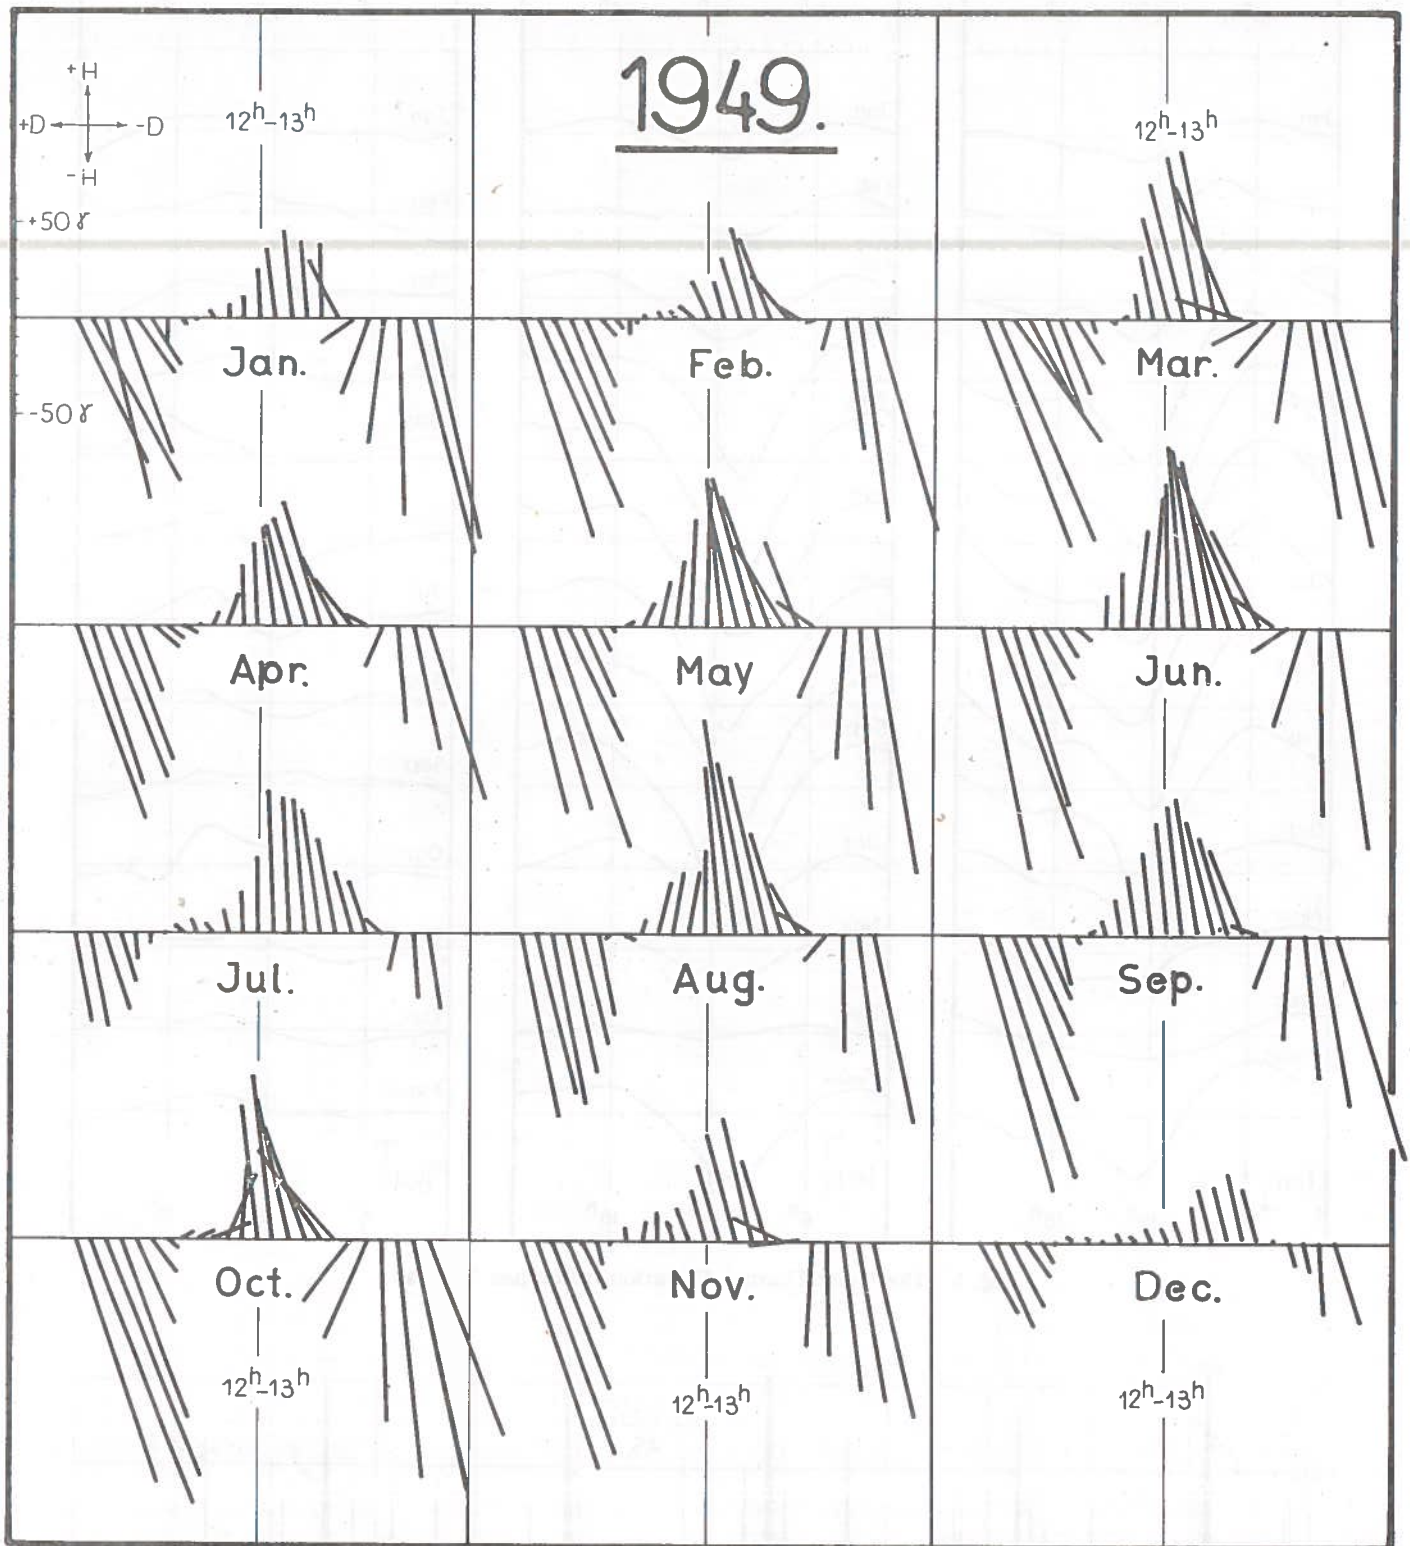 1949.
+H
+D -D
-H
12ʰ-13ʰ
12ʰ-13ʰ
+50 γ
-50 γ
Jan. Feb. Mar.
Apr. May Jun.
Jul. Aug. Sep.
Oct. Nov. Dec.
12ʰ-13ʰ 12ʰ-13ʰ 12ʰ-13ʰ